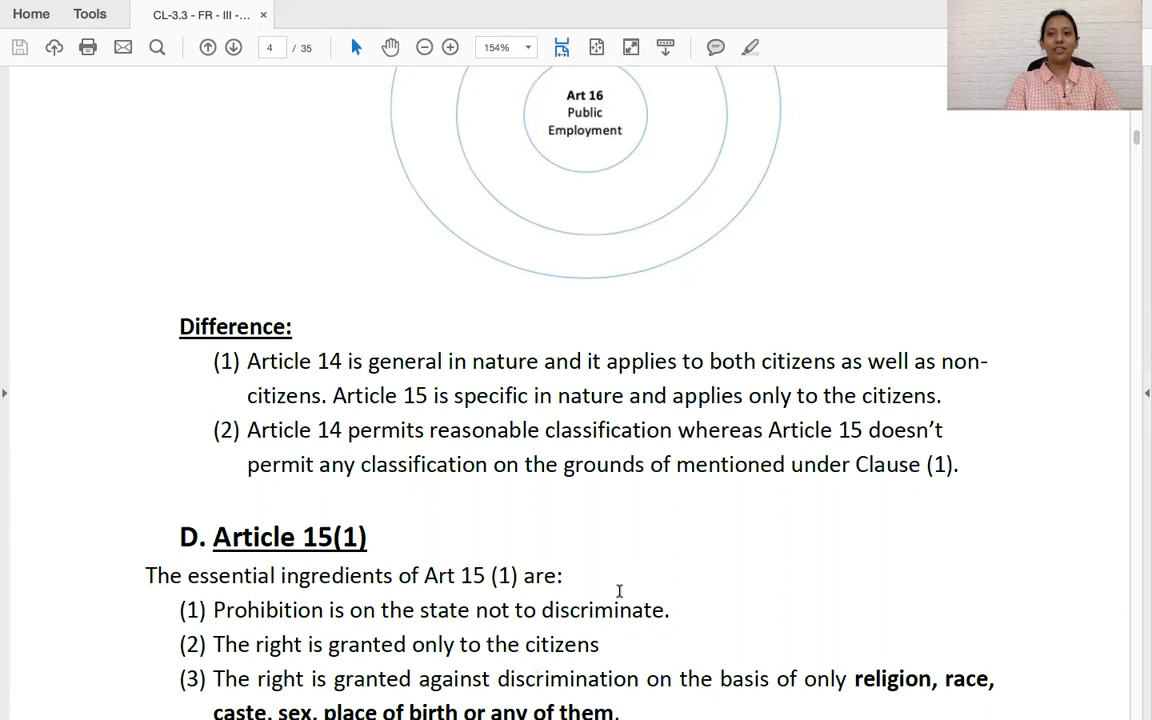 Home Tools CL-3.3 - FR - III -... ×
4 / 35 154%
Art 16
Public
Employment
Difference:
(1) Article 14 is general in nature and it applies to both citizens as well as non-
citizens. Article 15 is specific in nature and applies only to the citizens.
(2) Article 14 permits reasonable classification whereas Article 15 doesn’t
permit any classification on the grounds of mentioned under Clause (1).
D. Article 15(1)
The essential ingredients of Art 15 (1) are:
(1) Prohibition is on the state not to discriminate.
(2) The right is granted only to the citizens
(3) The right is granted against discrimination on the basis of only religion, race,
caste, sex, place of birth or any of them.